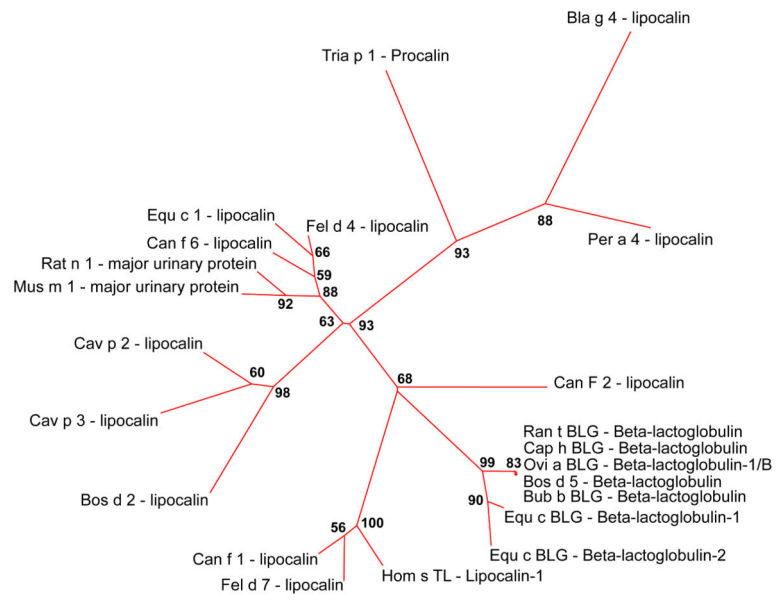 Bla g 4 - lipocalin
Tria p 1 - Procalin
Equ c 1 - lipocalin
Fel d 4 - lipocalin
88
Per a 4 - lipocalin
Can f 6 - lipocalin
66
93
Rat n 1 - major urinary protein
59
Mus m 1 - major urinary protein
88
92
63
93
Cav p 2 - lipocalin
60
68
Can F 2 - lipocalin
98
Cav p 3 - lipocalin
Ran t BLG - Beta-lactoglobulin
Cap h BLG - Beta-lactoglobulin
99
83
Ovi a BLG - Beta-lactoglobulin-1/B
Bos d 5 - Beta-lactoglobulin
Bos d 2 - lipocalin
Bub b BLG - Beta-lactoglobulin
90
Equ c BLG - Beta-lactoglobulin-1
56
100
Can f 1 - lipocalin
Equ c BLG - Beta-lactoglobulin-2
Fel d 7 - lipocalin
Hom s TL - Lipocalin-1